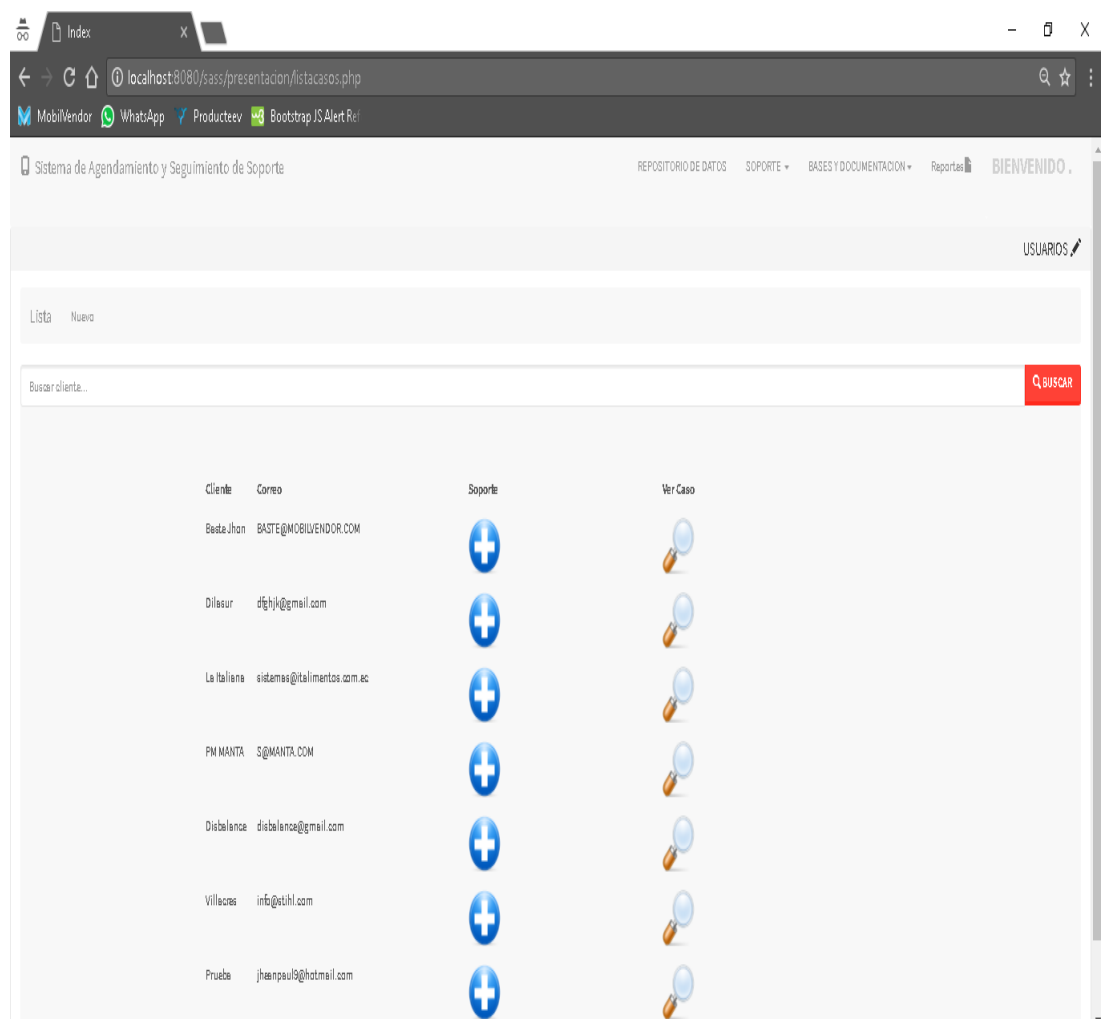 Index
localhost:8080/sass/presentacion/listacasos.php
MobilVendor WhatsApp Producteev Bootstrap JS Alert Ref
Sistema de Agendamiento y Seguimiento de Soporte REPOSITORIO DE DATOS SOPORTE BASES Y DOCUMENTACION Reportes BIENVENIDO .
USUARIOS
Lista Nuevo
Buscar cliente... BUSCAR
Cliente Correo Soporte Ver Caso
Baste Jhon BASTE@MOBILVENDOR.COM
Dilasur dfghjk@gmail.com
La Italiana sistemas@italimentos.com.ec
PM MANTA S@MANTA.COM
Disbalance disbalance@gmail.com
Villacres info@stihl.com
Prueba jheanpaul9@hotmail.com